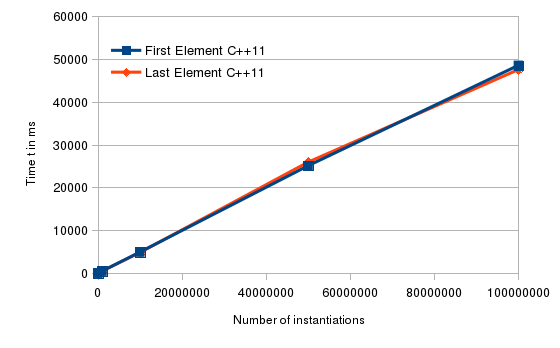 60000
50000
First Element C++11
Last Element C++11
40000
30000
20000
10000
0
Time t in ms
0 20000000 40000000 60000000 80000000 100000000
Number of instantiations